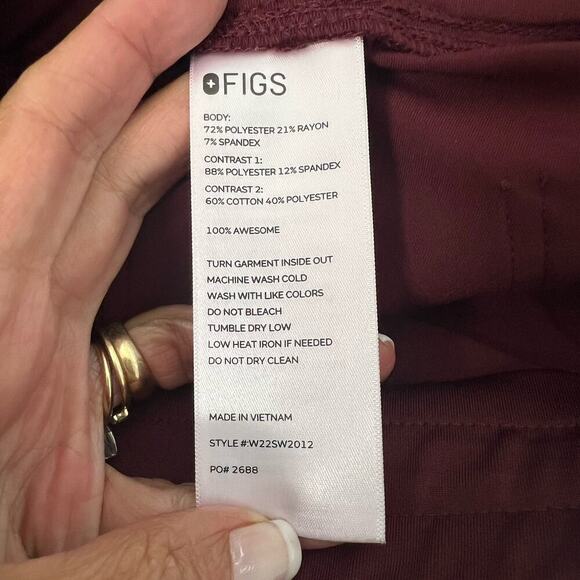 FIGS
BODY:
72% POLYESTER 21% RAYON
7% SPANDEX
CONTRAST 1:
88% POLYESTER 12% SPANDEX
CONTRAST 2:
60% COTTON 40% POLYESTER
100% AWESOME
TURN GARMENT INSIDE OUT
MACHINE WASH COLD
WASH WITH LIKE COLORS
DO NOT BLEACH
TUMBLE DRY LOW
LOW HEAT IRON IF NEEDED
DO NOT DRY CLEAN
MADE IN VIETNAM
STYLE #:W22SW2012
PO# 2688